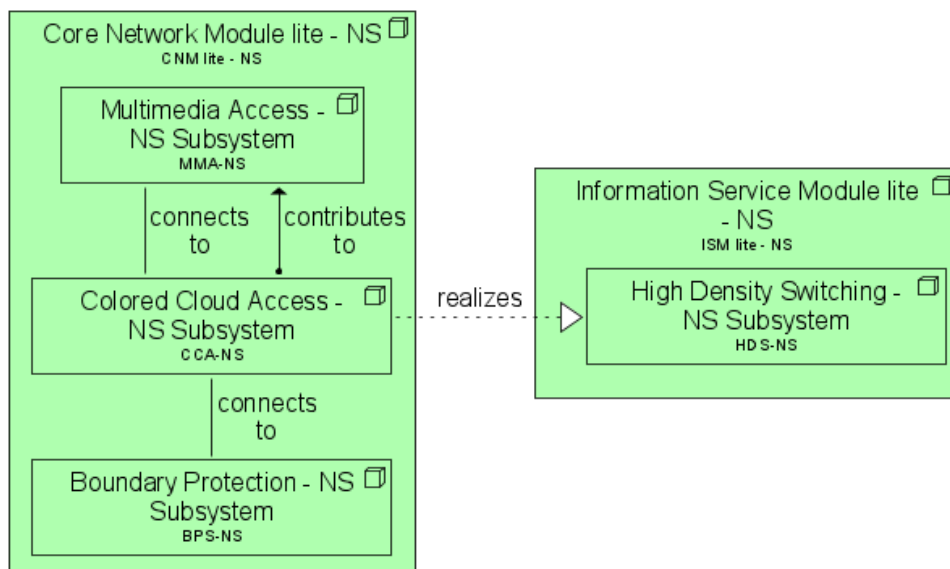 Core Network Module lite - NS
CNM lite - NS
Multimedia Access -
NS Subsystem
MMA-NS
connects
to
contributes
to
Colored Cloud Access -
NS Subsystem
CCA-NS
connects
to
Boundary Protection - NS
Subsystem
BPS-NS
realizes
Information Service Module lite
- NS
ISM lite - NS
High Density Switching -
NS Subsystem
HDS-NS